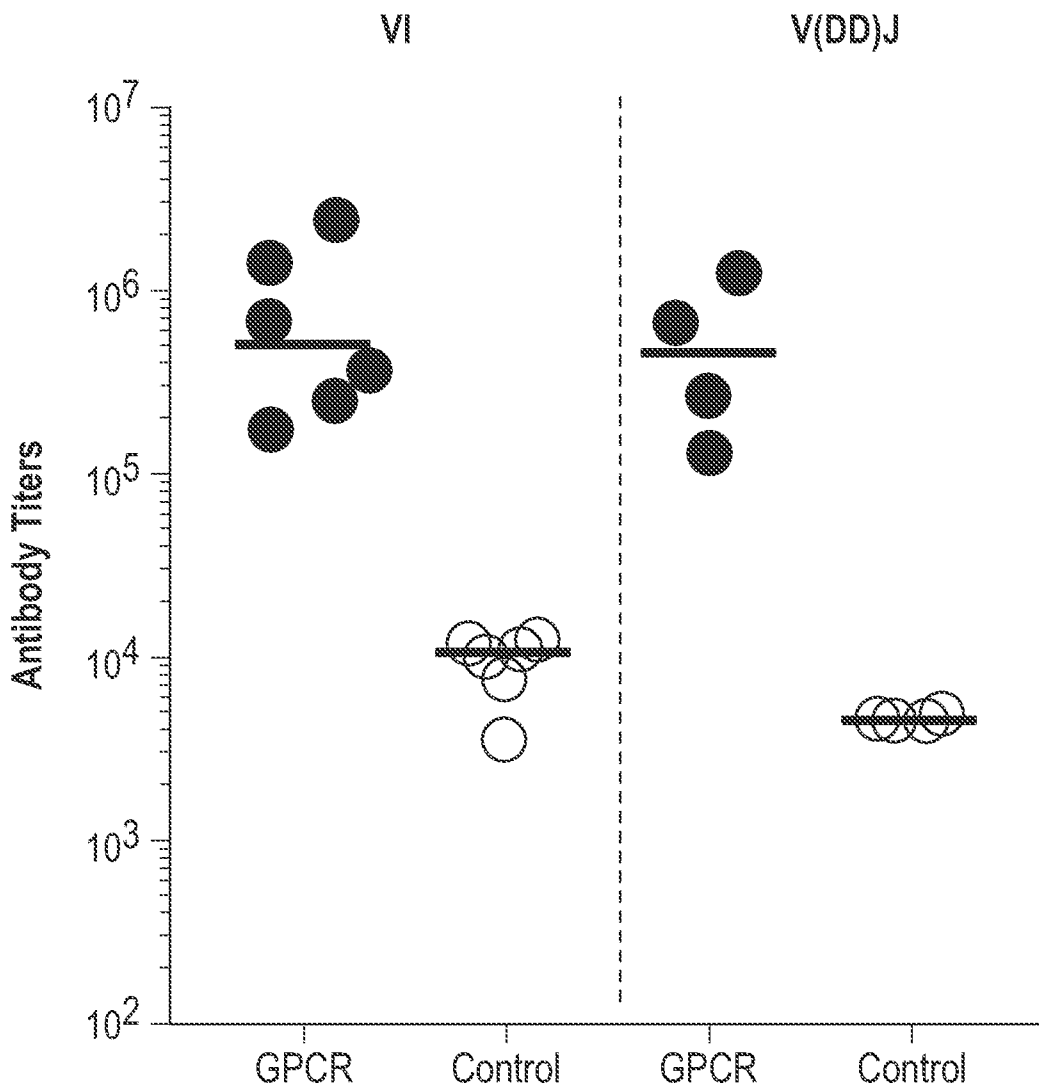 VI V(DD)J
Antibody Titers
10^7
10^6
10^5
10^4
10^3
10^2
GPCR Control GPCR Control